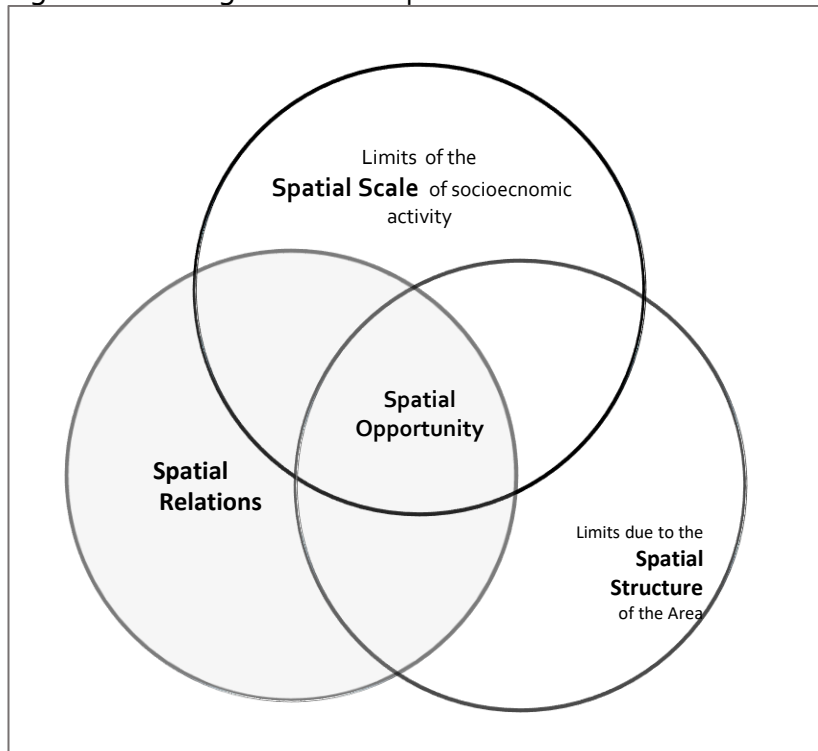 Limits of the
Spatial Scale of socioecnomic
activity
Spatial
Opportunity
Spatial
Relations
Limits due to the
Spatial
Structure
of the Area